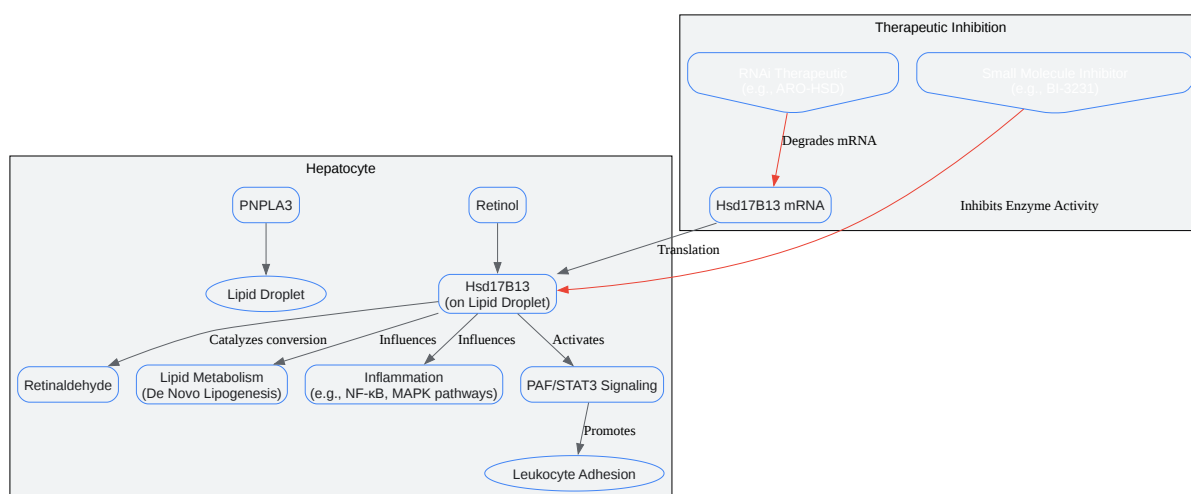 Therapeutic Inhibition
RNAi Therapeutic
(e.g., ARO-HSD)
Small Molecule Inhibitor
(e.g., BI-3231)
Degrades mRNA
Hepatocyte
PNPLA3
Retinol
Hsd17B13 mRNA
Inhibits Enzyme Activity
Translation
Lipid Droplet
Hsd17B13
(on Lipid Droplet)
Catalyzes conversion
Influences
Influences
Activates
Retinaldehyde
Lipid Metabolism
(De Novo Lipogenesis)
Inflammation
(e.g., NF-κB, MAPK pathways)
PAF/STAT3 Signaling
Promotes
Leukocyte Adhesion